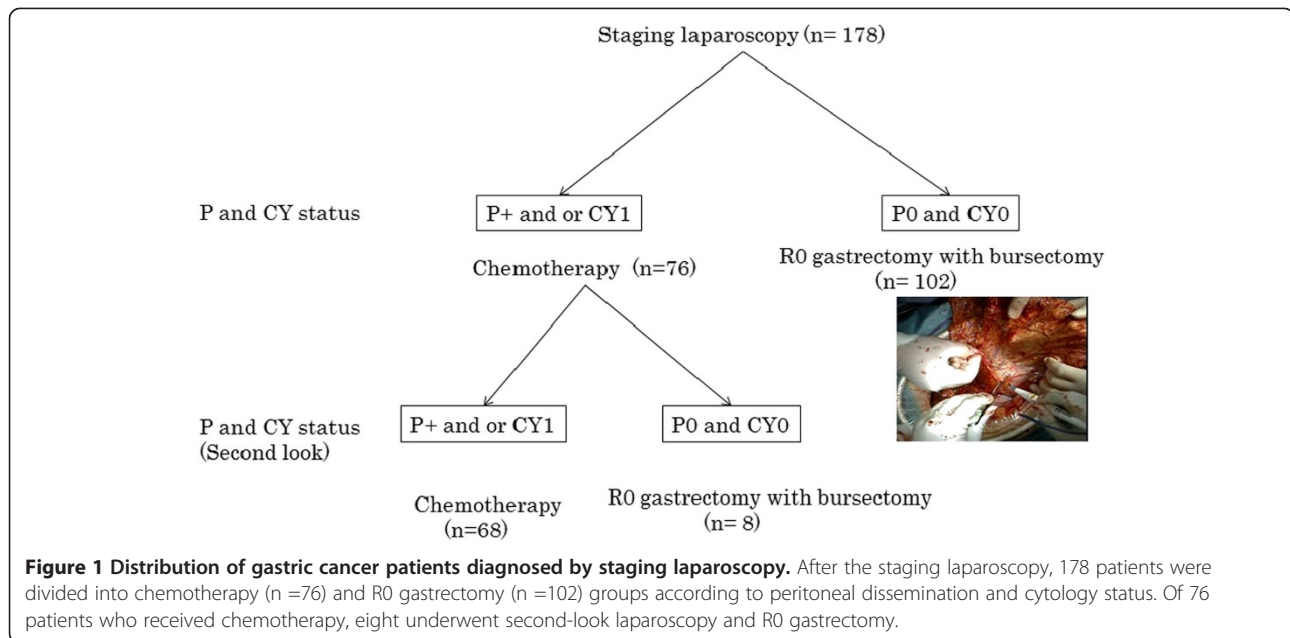 Staging laparoscopy (n= 178)
P and CY status
P+ and or CY1
P0 and CY0
Chemotherapy (n=76)
R0 gastrectomy with bursectomy
(n= 102)
P and CY status
(Second look)
P+ and or CY1
P0 and CY0
Chemotherapy
(n=68)
R0 gastrectomy with bursectomy
(n= 8)
Figure 1 Distribution of gastric cancer patients diagnosed by staging laparoscopy. After the staging laparoscopy, 178 patients were
divided into chemotherapy (n =76) and R0 gastrectomy (n =102) groups according to peritoneal dissemination and cytology status. Of 76
patients who received chemotherapy, eight underwent second-look laparoscopy and R0 gastrectomy.